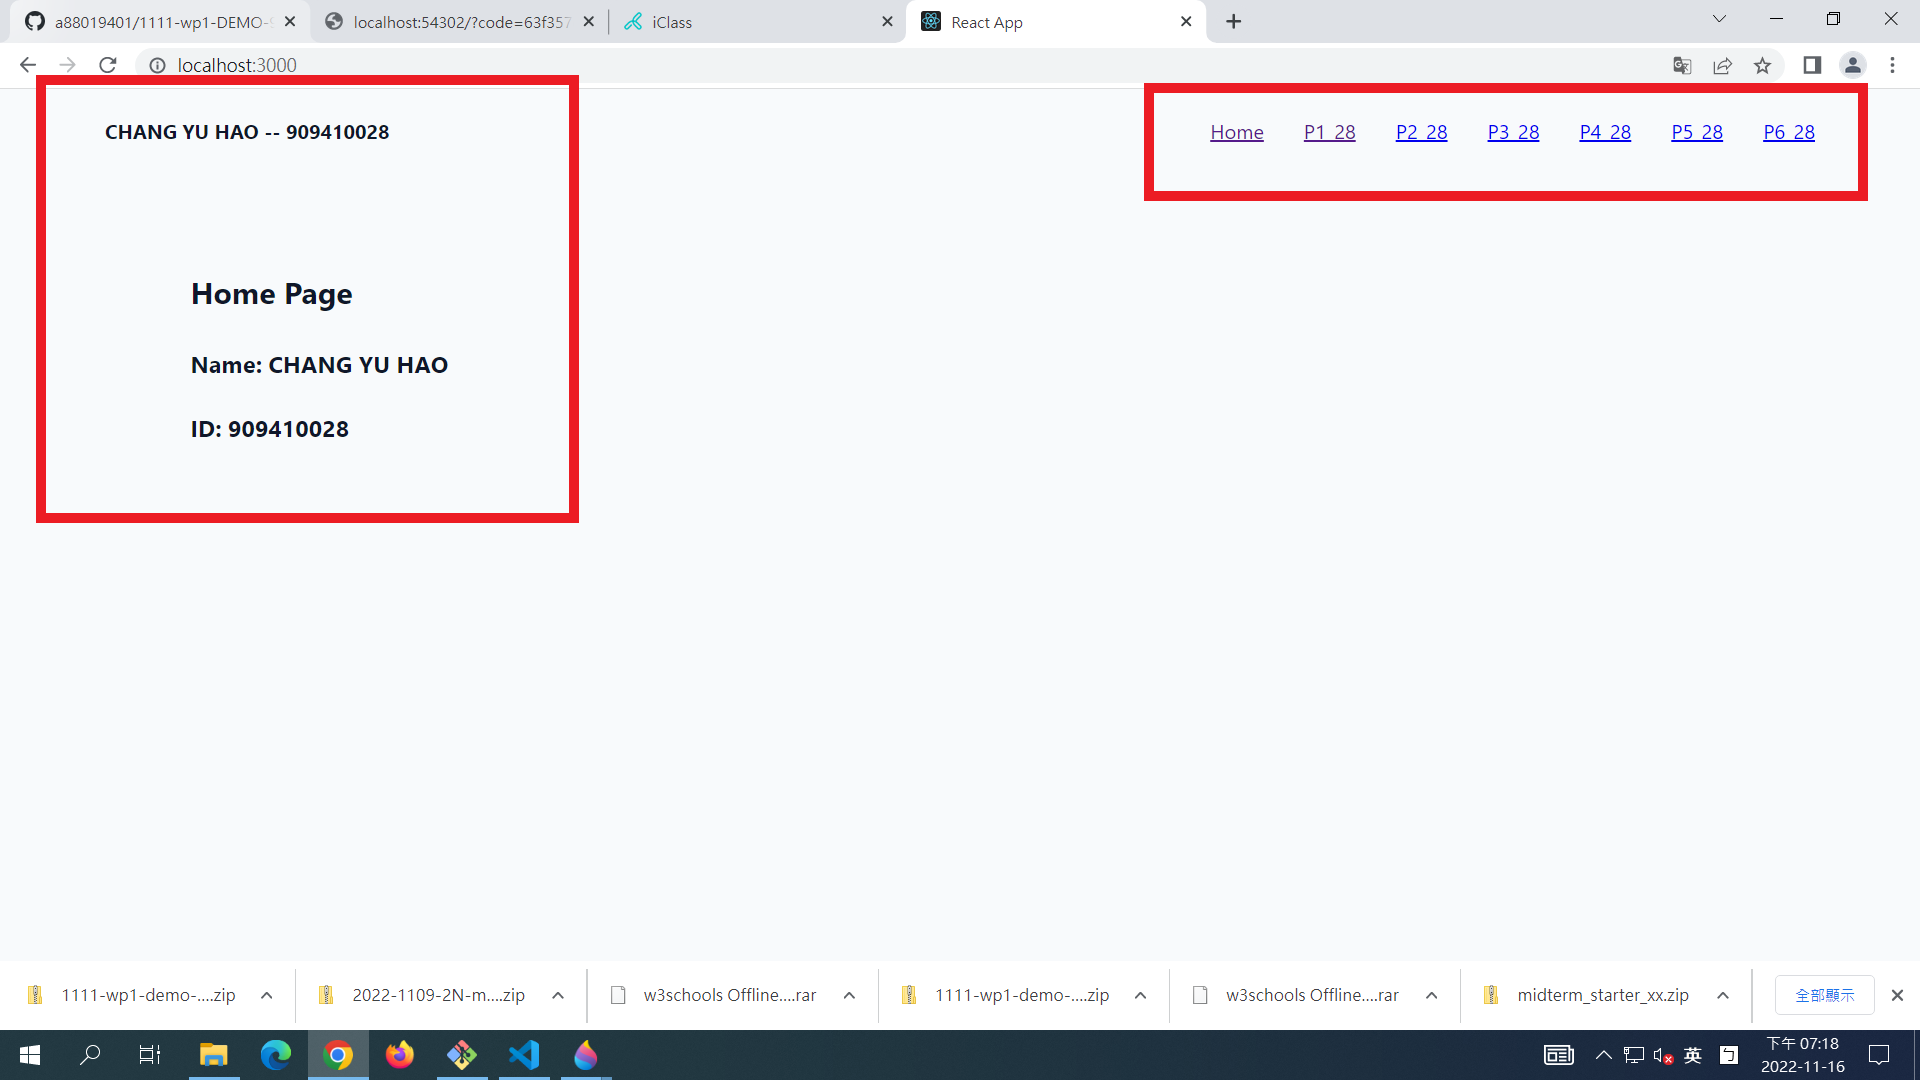 a88019401/1111-wp1-DEMO-9
localhost:54302/?code=63f357
iClass
React App
localhost:3000
CHANG YU HAO -- 909410028
Home P1_28 P2_28 P3_28 P4_28 P5_28 P6_28
Home Page
Name: CHANG YU HAO
ID: 909410028
1111-wp1-demo-....zip
2022-1109-2N-m....zip
w3schools Offline....rar
1111-wp1-demo-....zip
w3schools Offline....rar
midterm_starter_xx.zip
全部顯示
英
ㄅ
下午 07:18
2022-11-16